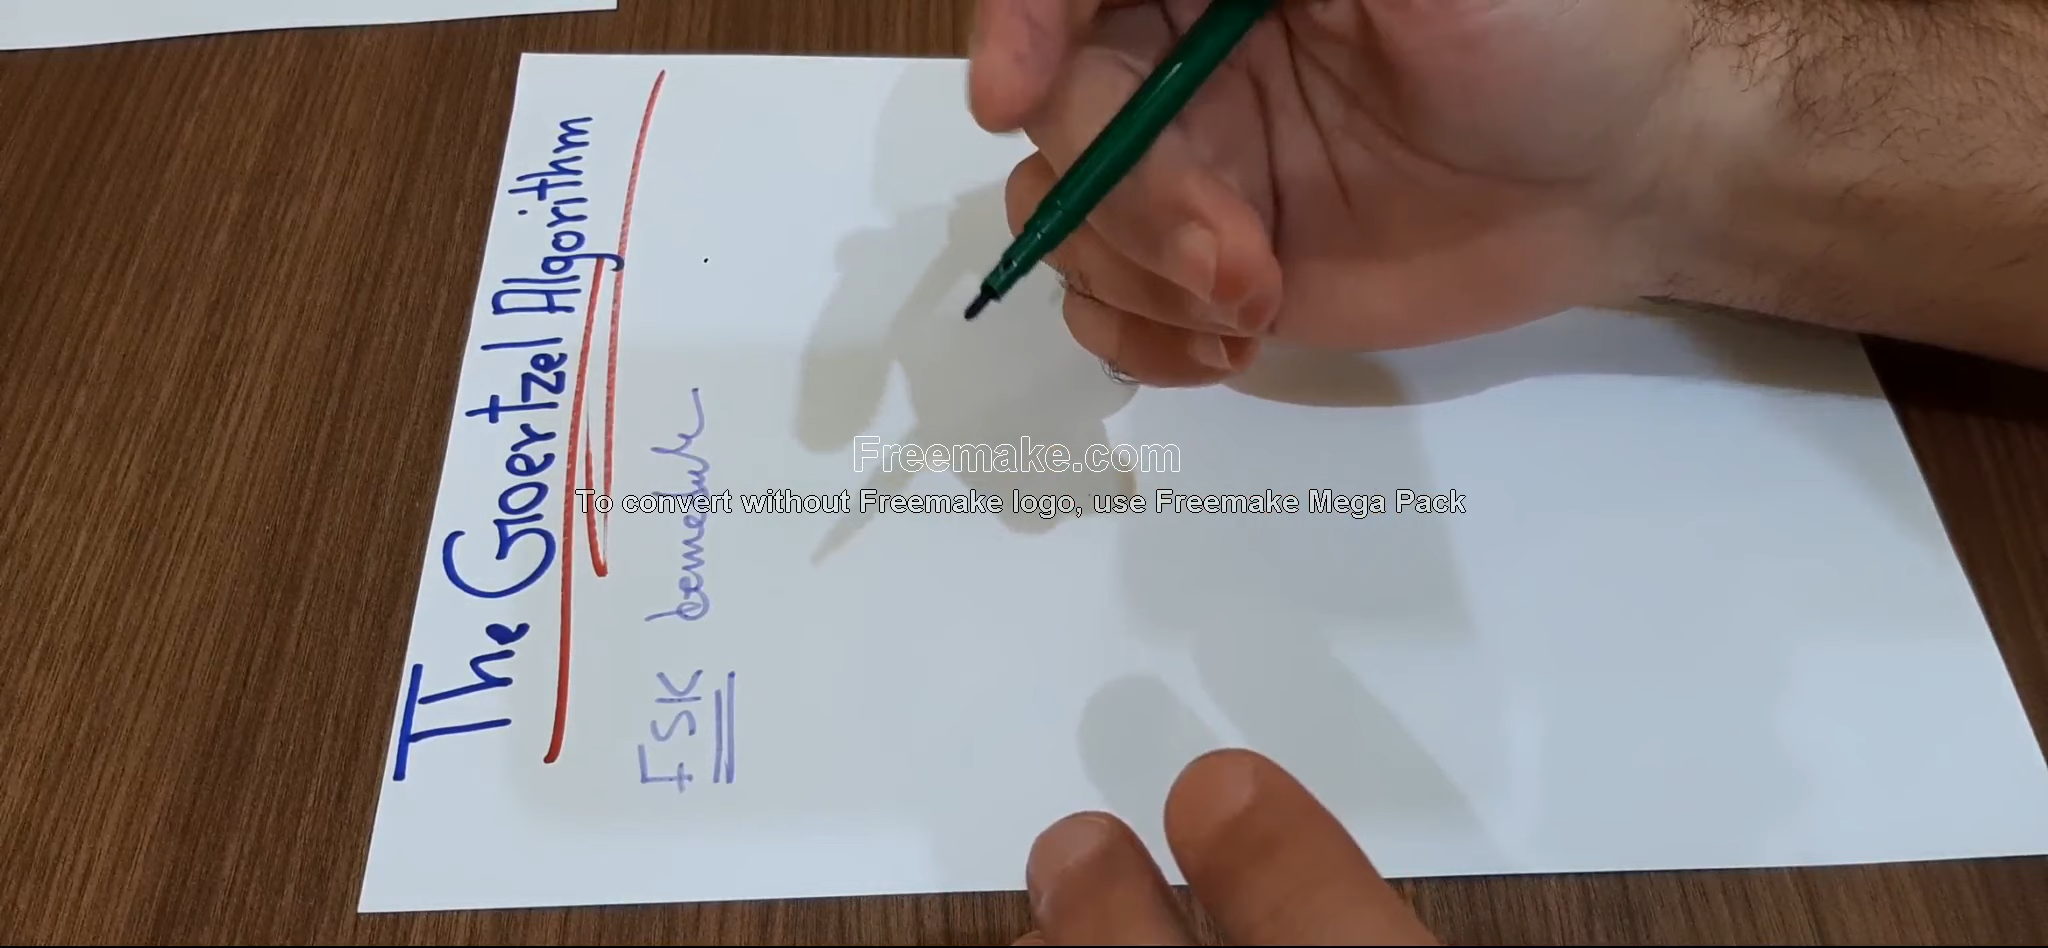 The Goertzel Algorithm
FSK
Freemake.com
To convert without Freemake logo, use Freemake Mega Pack